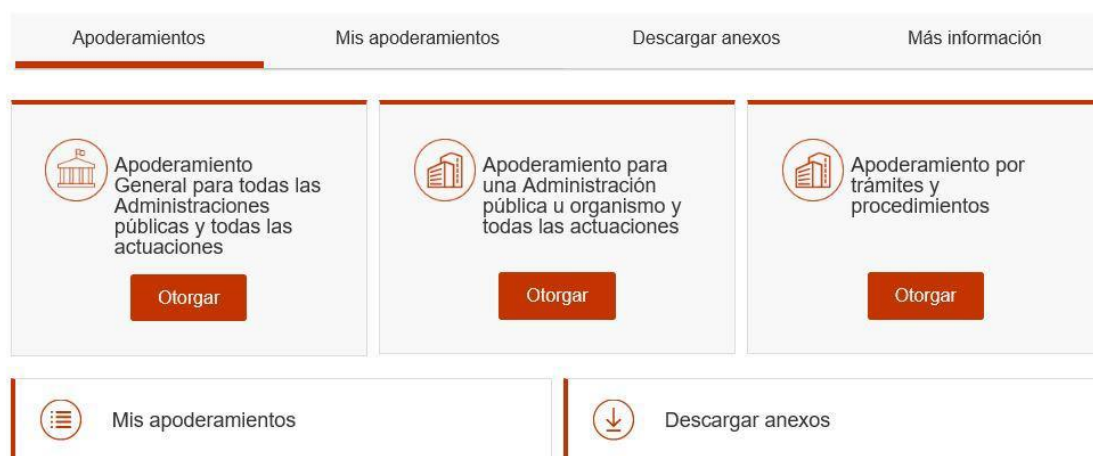 Apoderamientos
Mis apoderamientos
Descargar anexos
Más información
Apoderamiento
General para todas las
Administraciones
públicas y todas las
actuaciones
Otorgar
Apoderamiento para
una Administración
pública u organismo y
todas las actuaciones
Otorgar
Apoderamiento por
trámites y
procedimientos
Otorgar
Mis apoderamientos
Descargar anexos